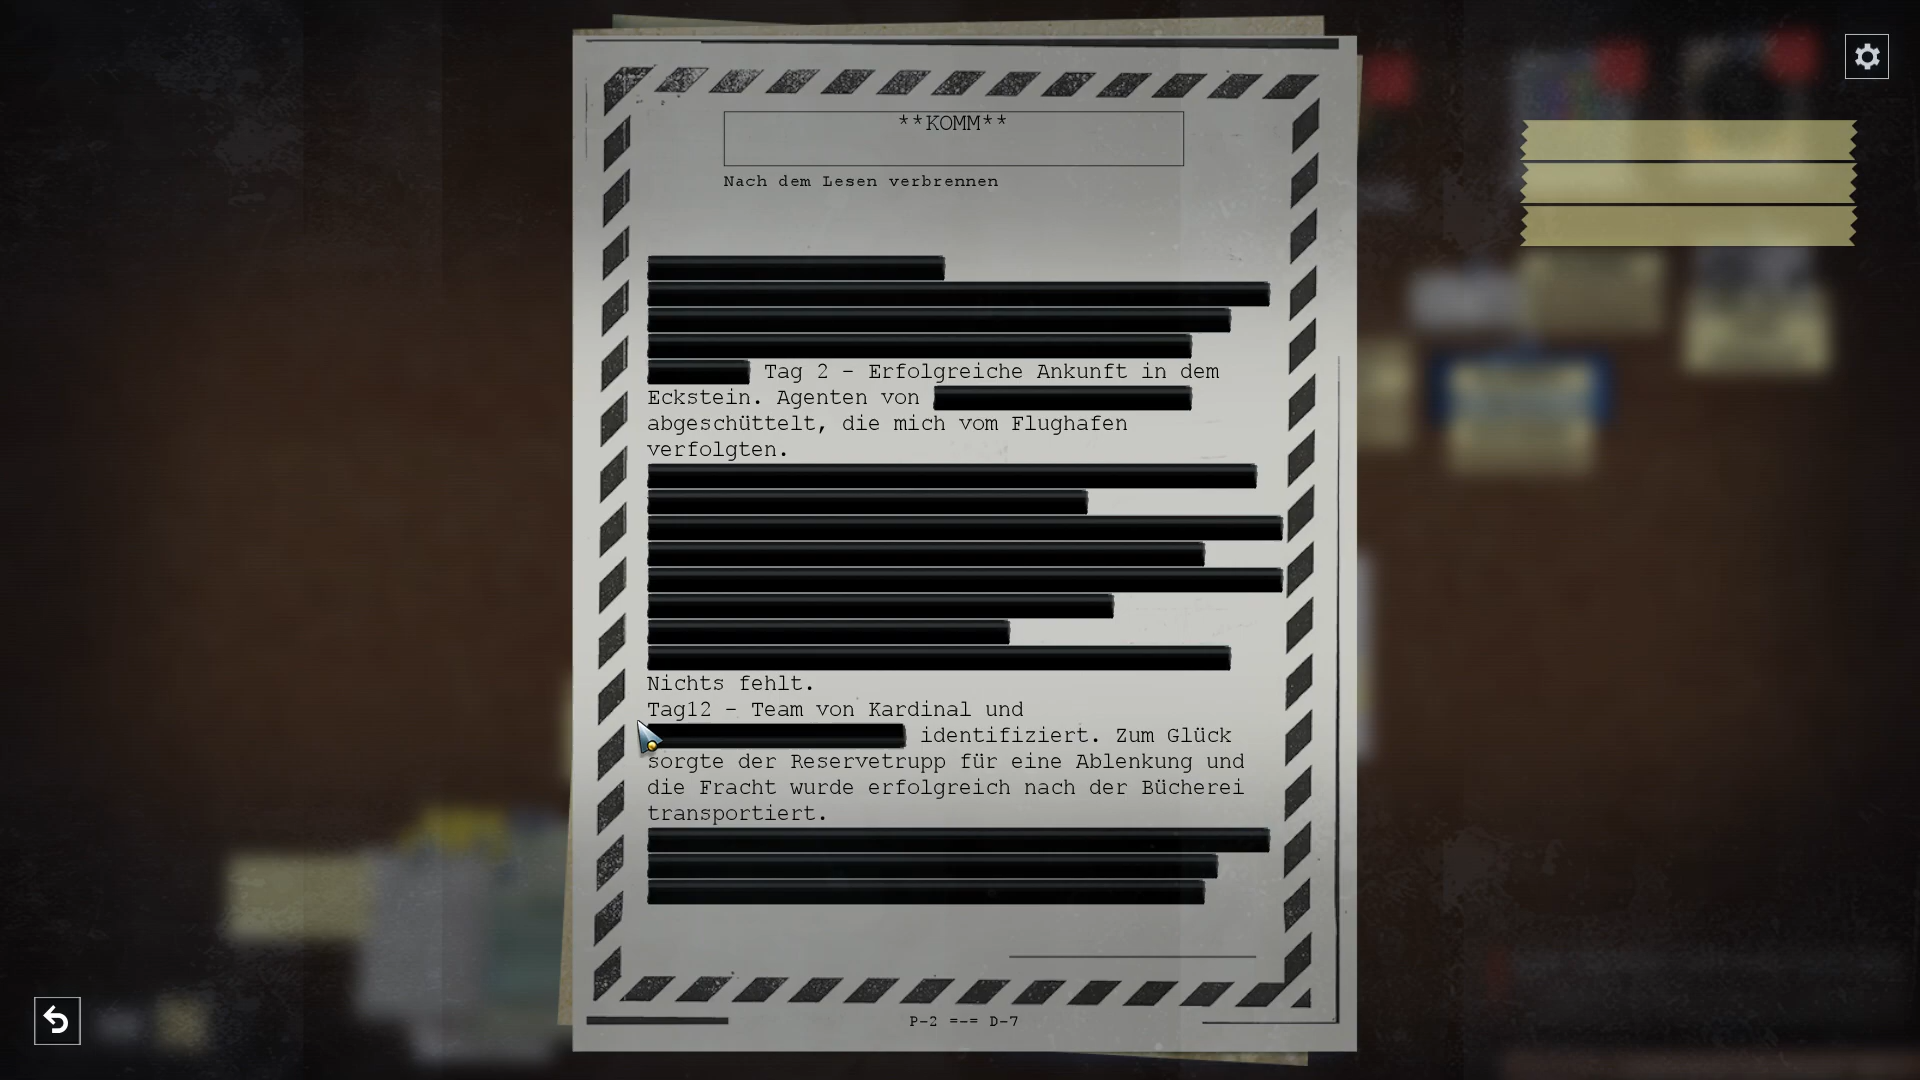 **KOMM**
Nach dem Lesen verbrennen
Tag 2 - Erfolgreiche Ankunft in dem
Eckstein. Agenten von
abgeschüttelt, die mich vom Flughafen
verfolgten.
Nichts fehlt.
Tag12 - Team von Kardinal und
identifiziert. Zum Glück
sorgte der Reservetrupp für eine Ablenkung und
die Fracht wurde erfolgreich nach der Bücherei
transportiert.
P-2 =-= D-7